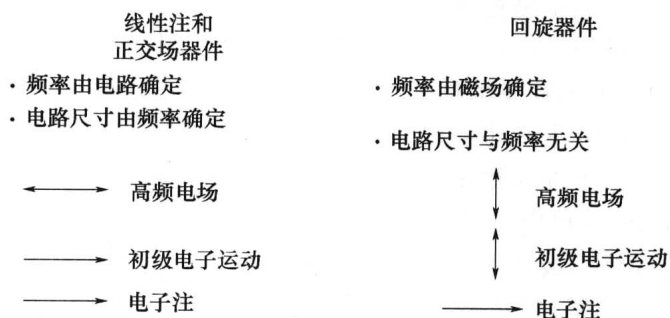 线性注和
正交场器件
· 频率由电路确定
· 电路尺寸由频率确定
高频电场
初级电子运动
电子注
回旋器件
· 频率由磁场确定
· 电路尺寸与频率无关
高频电场
初级电子运动
电子注